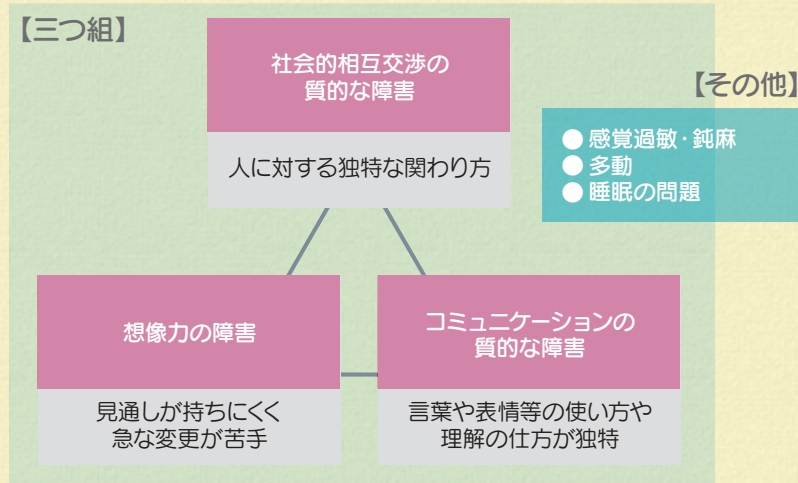 【三つ組】
社会的相互交渉の
質的な障害
人に対する独特な関わり方
【その他】
●感覚過敏・鈍麻
●多動
●睡眠の問題
想像力の障害
見通しが持ちにくく
急な変更が苦手
コミュニケーションの
質的な障害
言葉や表情等の使い方や
理解の仕方が独特